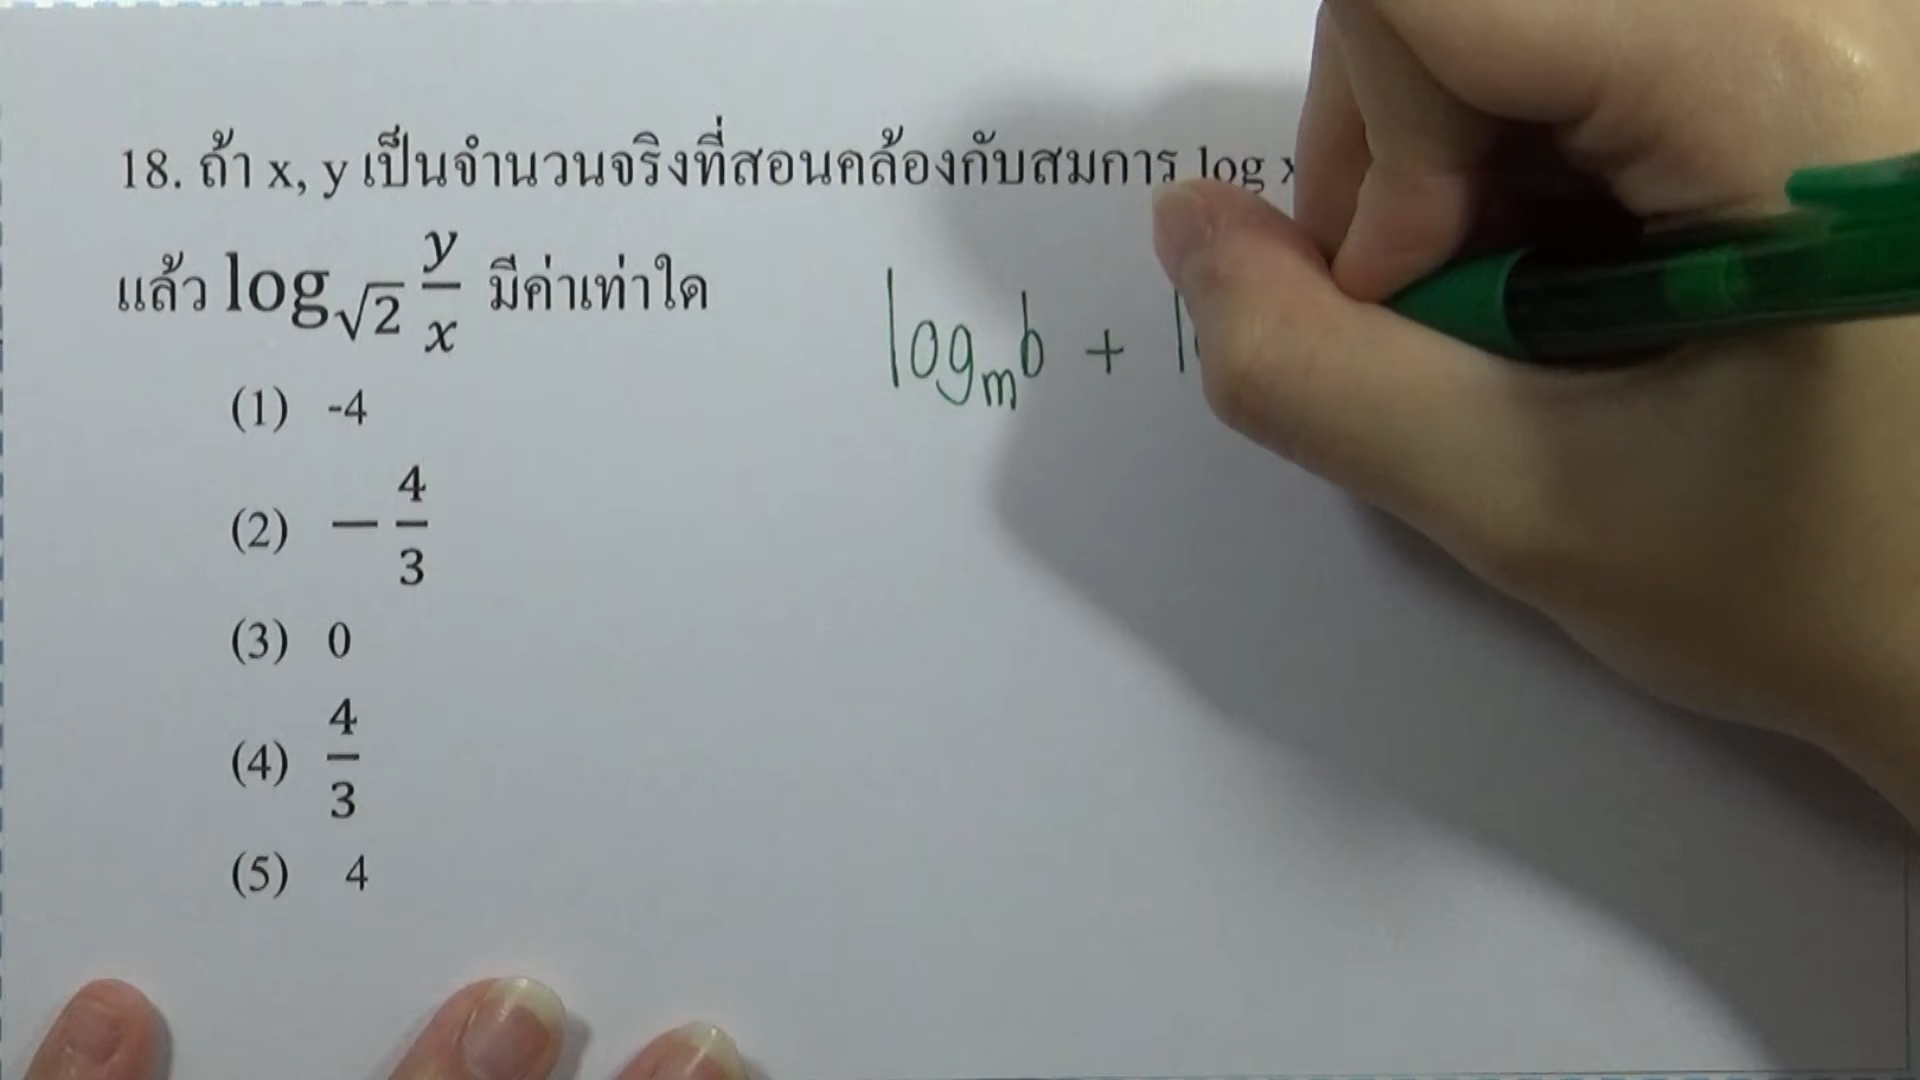 18. ถ้า x, y เป็นจำนวนจริงที่สอนคล้องกับสมการ log x
แล้ว log√2 y/x มีค่าเท่าใด
logₘb +
(1) -4
(2) −4/3
(3) 0
(4) 4/3
(5) 4